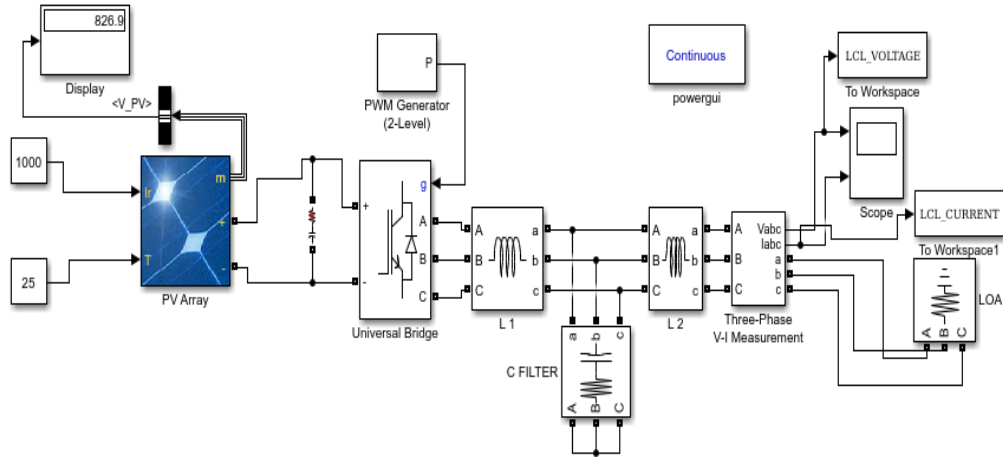 826.9
Display
<V_PV>
1000
25
Ir
T
m
+
-
PV Array
P
PWM Generator
(2-Level)
Continuous
powergui
g
+
-
A
B
C
Universal Bridge
A
B
C
a
b
c
L 1
a b c
A B C
C FILTER
A
B
C
a
b
c
L 2
A
B
C
Vabc
Iabc
a
b
c
Three-Phase
V-I Measurement
LCL_VOLTAGE
To Workspace
Scope
LCL_CURRENT
To Workspace1
A B C
LOA